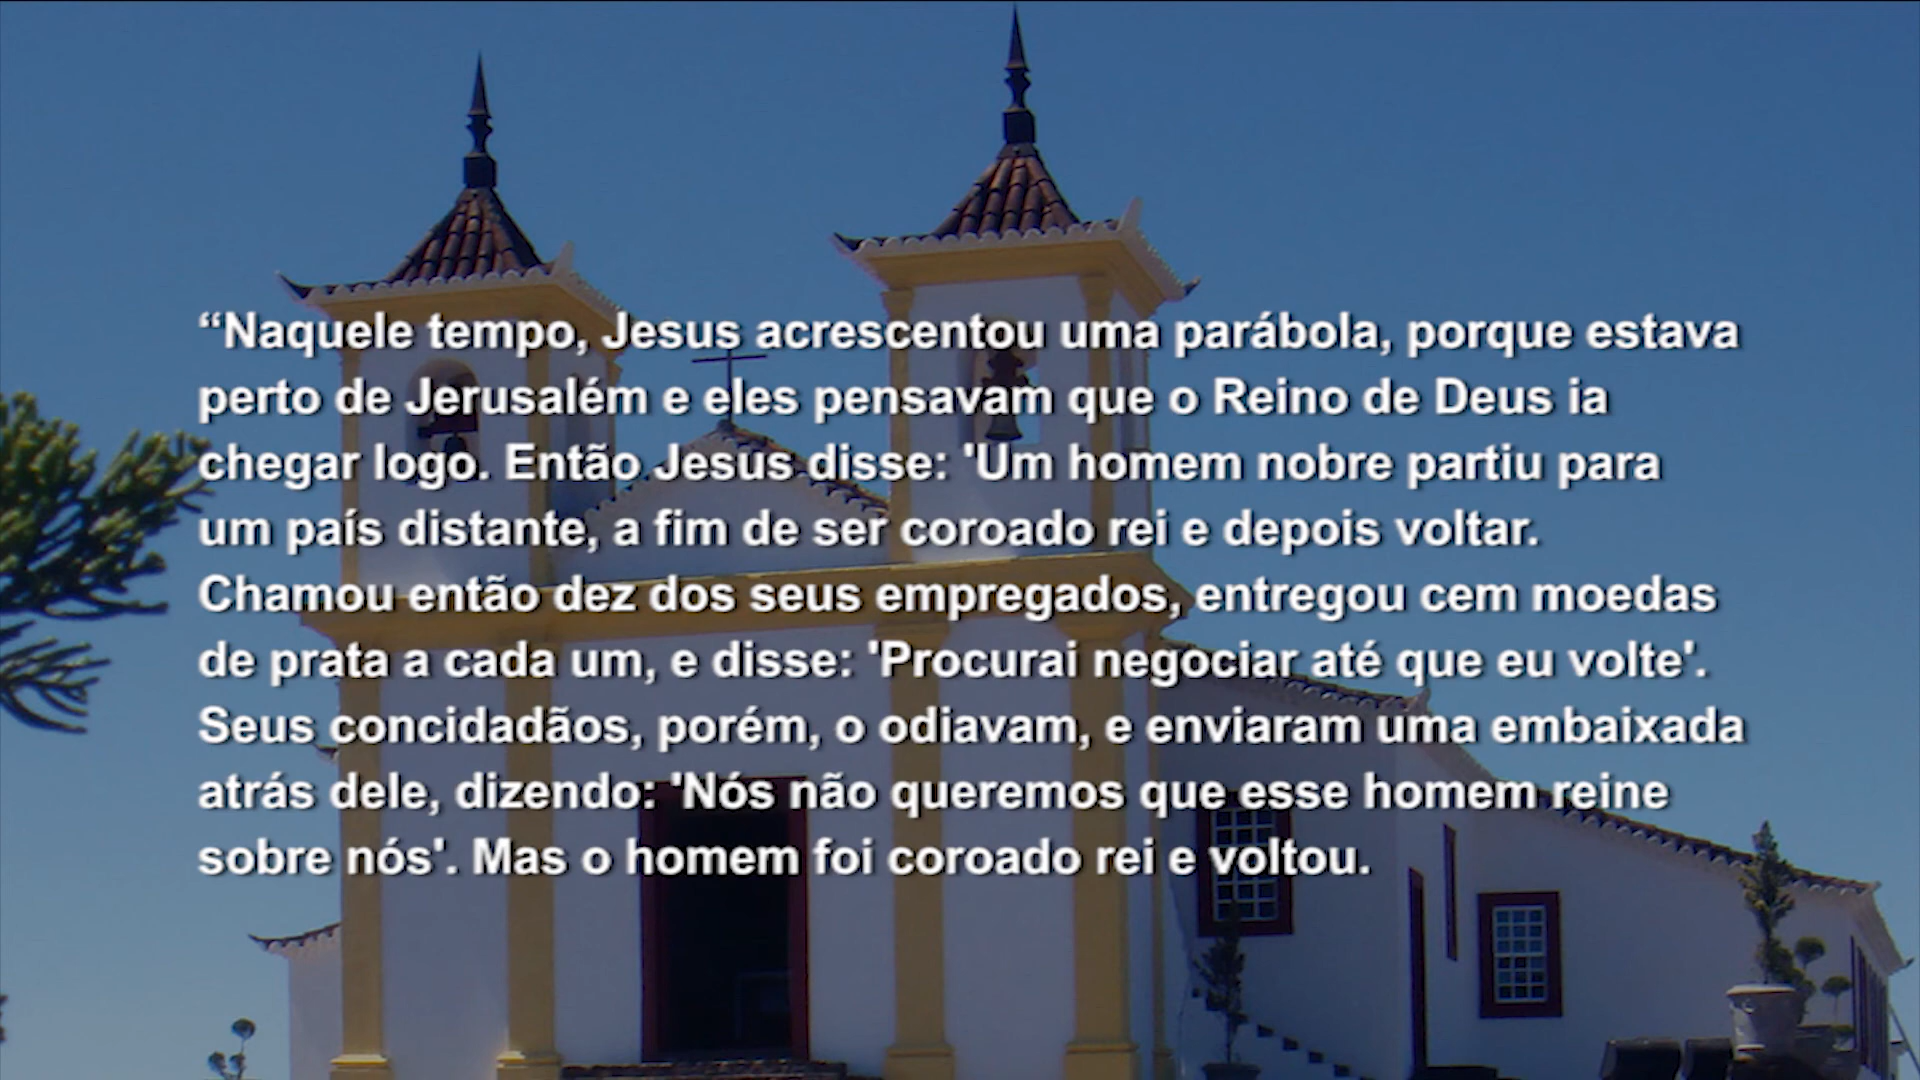 “Naquele tempo, Jesus acrescentou uma parábola, porque estava
perto de Jerusalém e eles pensavam que o Reino de Deus ia
chegar logo. Então Jesus disse: 'Um homem nobre partiu para
um país distante, a fim de ser coroado rei e depois voltar.
Chamou então dez dos seus empregados, entregou cem moedas
de prata a cada um, e disse: 'Procurai negociar até que eu volte'.
Seus concidadãos, porém, o odiavam, e enviaram uma embaixada
atrás dele, dizendo: 'Nós não queremos que esse homem reine
sobre nós'. Mas o homem foi coroado rei e voltou.